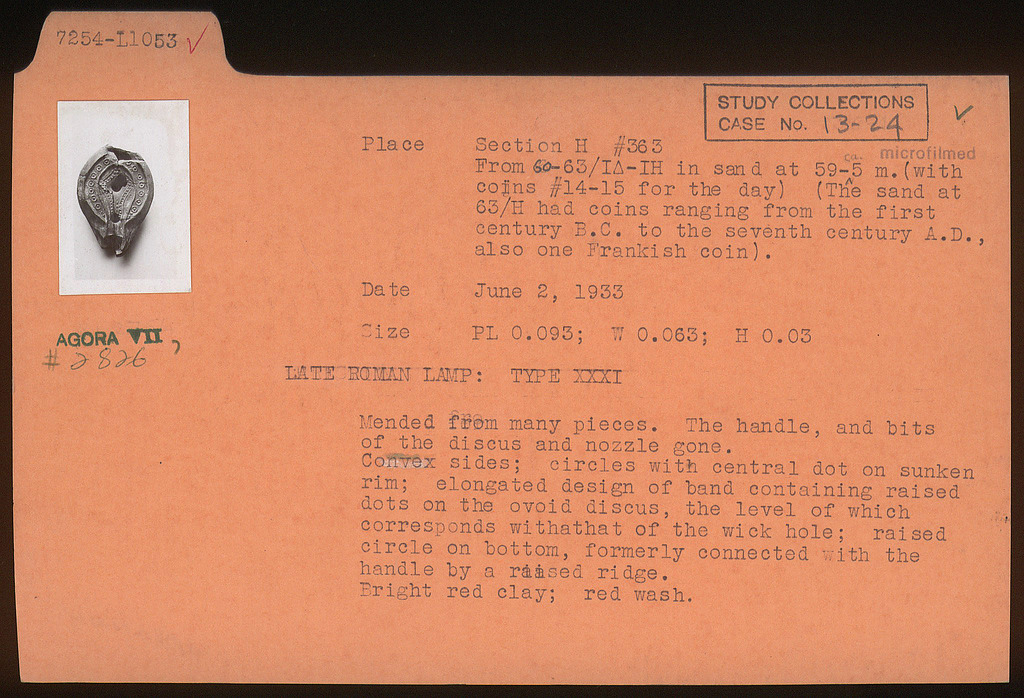 7254-L1053 ✓
STUDY COLLECTIONS
CASE No. 13-24
✓
microfilmed
Place Section H #363
From 60-63/ΙΔ-ΙΗ in sand at 59-ca. 5 m.(with
coins #14-15 for the day) (The sand at
63/H had coins ranging from the first
century B.C. to the seventh century A.D.,
also one Frankish coin).
Date June 2, 1933
Size PL 0.093; W 0.063; H 0.03
AGORA VII,
# 2826
LATE ROMAN LAMP: TYPE XXXI
Mended from many pieces. The handle, and bits
of the discus and nozzle gone.
Convex sides; circles with central dot on sunken
rim; elongated design of band containing raised
dots on the ovoid discus, the level of which
corresponds withathat of the wick hole; raised
circle on bottom, formerly connected with the
handle by a raised ridge.
Bright red clay; red wash.